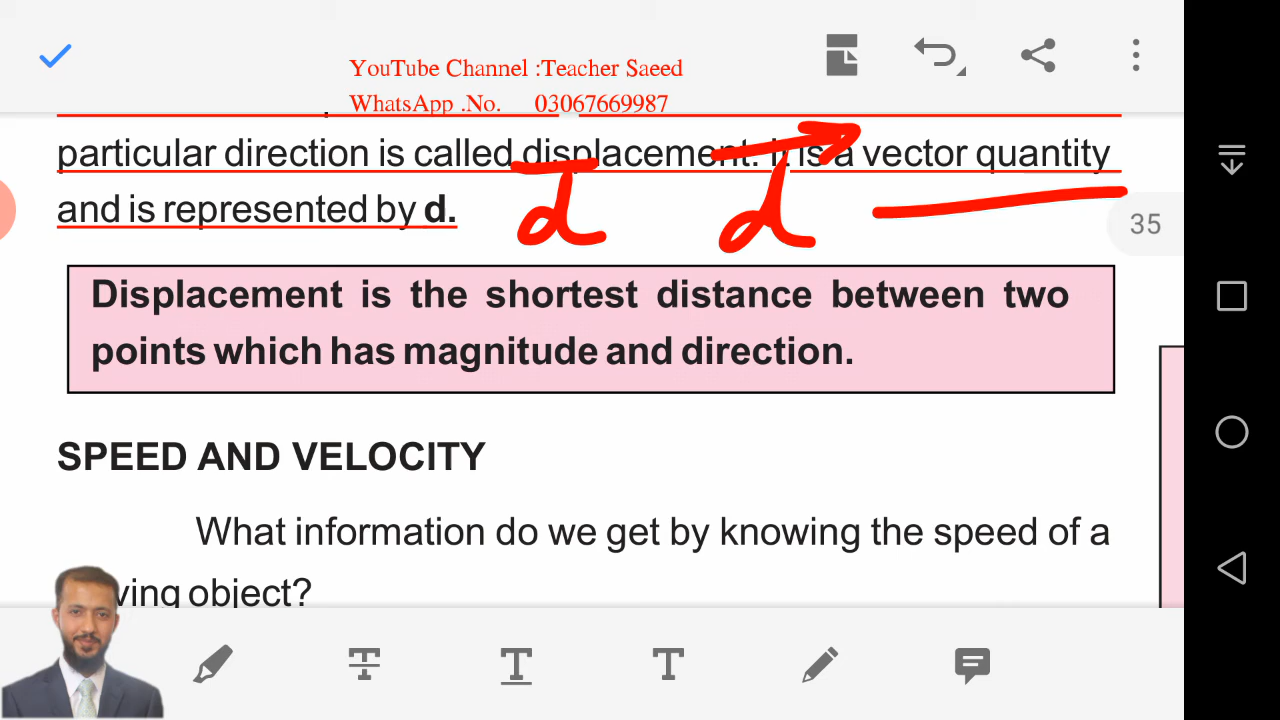 YouTube Channel :Teacher Saeed
WhatsApp .No. 03067669987
particular direction is called displacement. It is a vector quantity
and is represented by d.
d d
35
Displacement is the shortest distance between two
points which has magnitude and direction.
SPEED AND VELOCITY
What information do we get by knowing the speed of a
object?